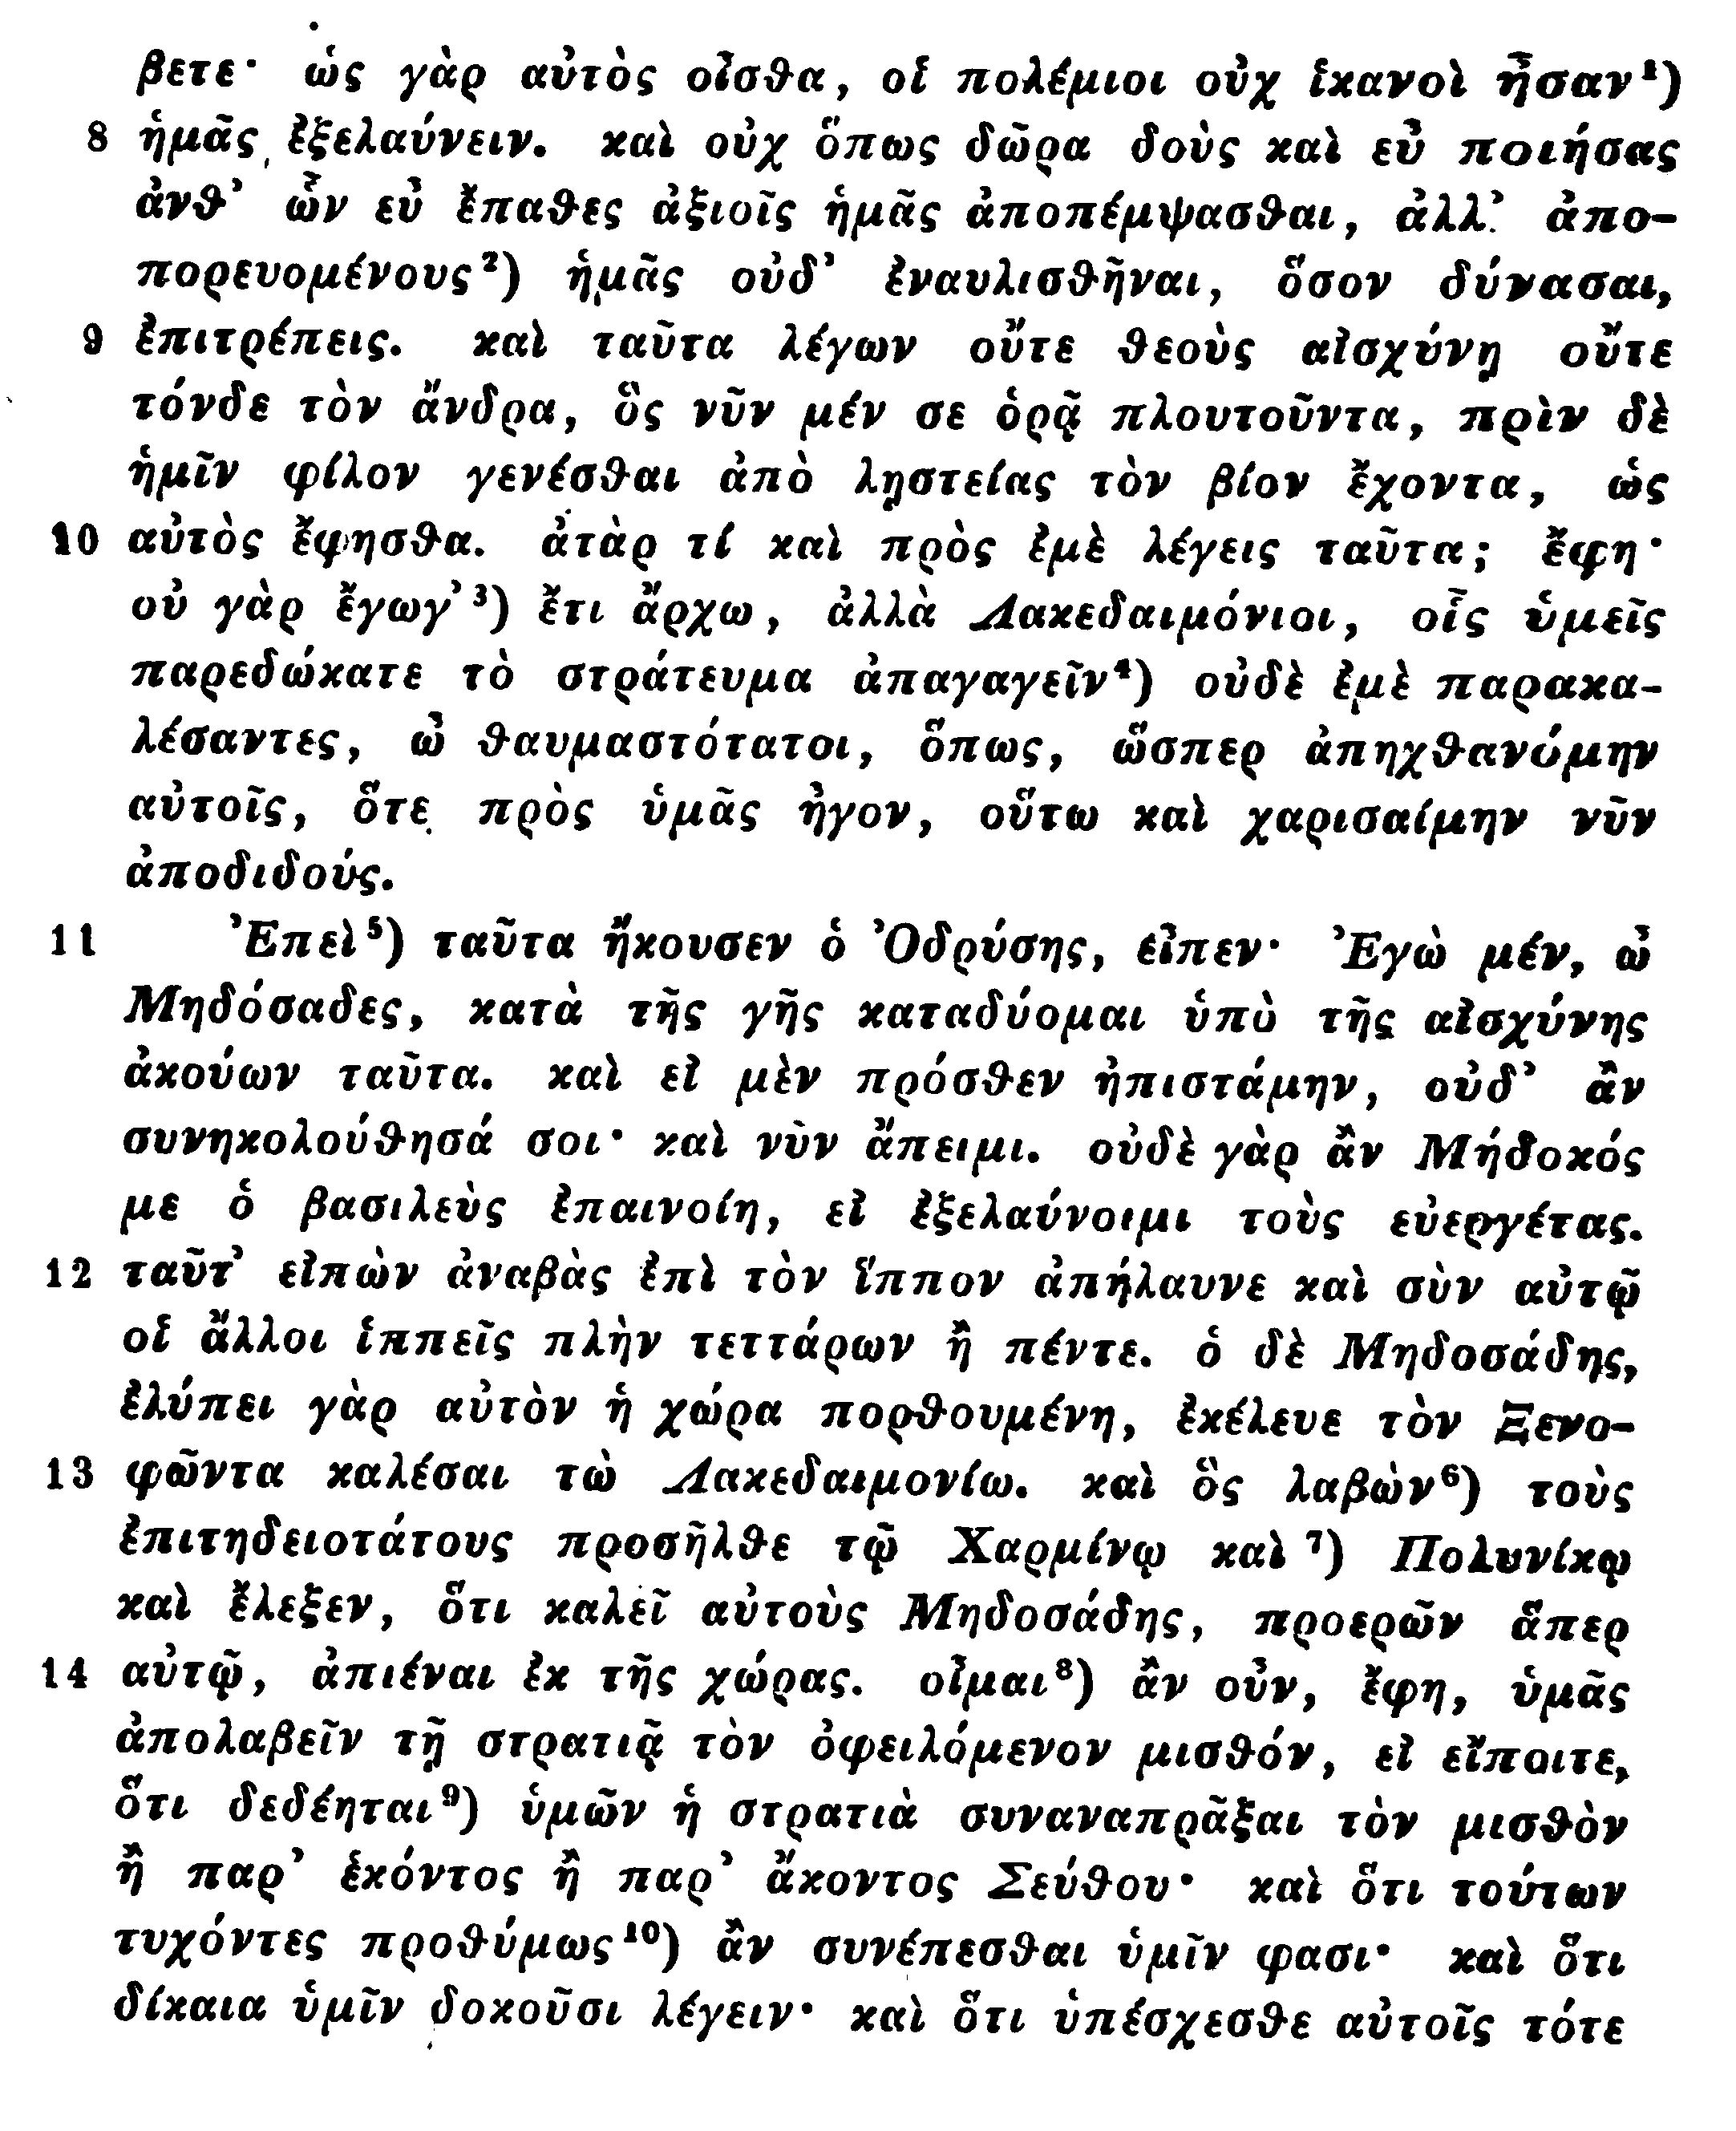 βετε· ὡς γὰρ αὐτὸς οἶσθα, οἱ πολέμιοι οὐχ ἱκανοὶ ἦσαν¹)
8 ἡμᾶς ἐξελαύνειν. καὶ οὐχ ὅπως δῶρα δοὺς καὶ εὖ ποιήσας
ἀνθ’ ὧν εὖ ἔπαθες ἀξιοῖς ἡμᾶς ἀποπέμψασθαι, ἀλλ’ ἀπο-
πορευομένους²) ἡμᾶς οὐδ’ ἐναυλισθῆναι, ὅσον δύνασαι,
9 ἐπιτρέπεις. καὶ ταῦτα λέγων οὔτε θεοὺς αἰσχύνῃ οὔτε
τόνδε τὸν ἄνδρα, ὃς νῦν μέν σε ὁρᾷ πλουτοῦντα, πρὶν δὲ
ἡμῖν φίλον γενέσθαι ἀπὸ λῃστείας τὸν βίον ἔχοντα, ὡς
10 αὐτὸς ἔφησθα. ἀτὰρ τί καὶ πρὸς ἐμὲ λέγεις ταῦτα; ἔφη·
οὐ γὰρ ἔγωγ’³) ἔτι ἄρχω, ἀλλὰ Λακεδαιμόνιοι, οἷς ὑμεῖς
παρεδώκατε τὸ στράτευμα ἀπαγαγεῖν⁴) οὐδὲ ἐμὲ παρακα-
λέσαντες, ὦ θαυμαστότατοι, ὅπως, ὥσπερ ἀπηχθανόμην
αὐτοῖς, ὅτε πρὸς ὑμᾶς ἦγον, οὕτω καὶ χαρισαίμην νῦν
ἀποδιδούς.
11 Ἐπεὶ⁵) ταῦτα ἤκουσεν ὁ Ὀδρύσης, εἶπεν· Ἐγὼ μέν, ὦ
Μηδόσαδες, κατὰ τῆς γῆς καταδύομαι ὑπὸ τῆς αἰσχύνης
ἀκούων ταῦτα. καὶ εἰ μὲν πρόσθεν ἠπιστάμην, οὐδ’ ἂν
συνηκολούθησά σοι· καὶ νῦν ἄπειμι. οὐδὲ γὰρ ἂν Μήδοκός
με ὁ βασιλεὺς ἐπαινοίη, εἰ ἐξελαύνοιμι τοὺς εὐεργέτας.
12 ταῦτ’ εἰπὼν ἀναβὰς ἐπὶ τὸν ἵππον ἀπήλαυνε καὶ σὺν αὐτῷ
οἱ ἄλλοι ἱππεῖς πλὴν τεττάρων ἢ πέντε. ὁ δὲ Μηδοσάδης,
ἐλύπει γὰρ αὐτὸν ἡ χώρα πορθουμένη, ἐκέλευε τὸν Ξενο-
13 φῶντα καλέσαι τὼ Λακεδαιμονίω. καὶ ὃς λαβὼν⁶) τοὺς
ἐπιτηδειοτάτους προσῆλθε τῷ Χαρμίνῳ καὶ ⁷) Πολυνίκῳ
καὶ ἔλεξεν, ὅτι καλεῖ αὐτοὺς Μηδοσάδης, προερῶν ἅπερ
14 αὐτῷ, ἀπιέναι ἐκ τῆς χώρας. οἶμαι⁸) ἂν οὖν, ἔφη, ὑμᾶς
ἀπολαβεῖν τῇ στρατιᾷ τὸν ὀφειλόμενον μισθόν, εἰ εἴποιτε,
ὅτι δεδέηται⁹) ὑμῶν ἡ στρατιὰ συναναπρᾶξαι τὸν μισθὸν
ἢ παρ’ ἑκόντος ἢ παρ’ ἄκοντος Σεύθου· καὶ ὅτι τούτων
τυχόντες προθύμως¹⁰) ἂν συνέπεσθαι ὑμῖν φασι· καὶ ὅτι
δίκαια ὑμῖν δοκοῦσι λέγειν· καὶ ὅτι ὑπέσχεσθε αὐτοῖς τότε